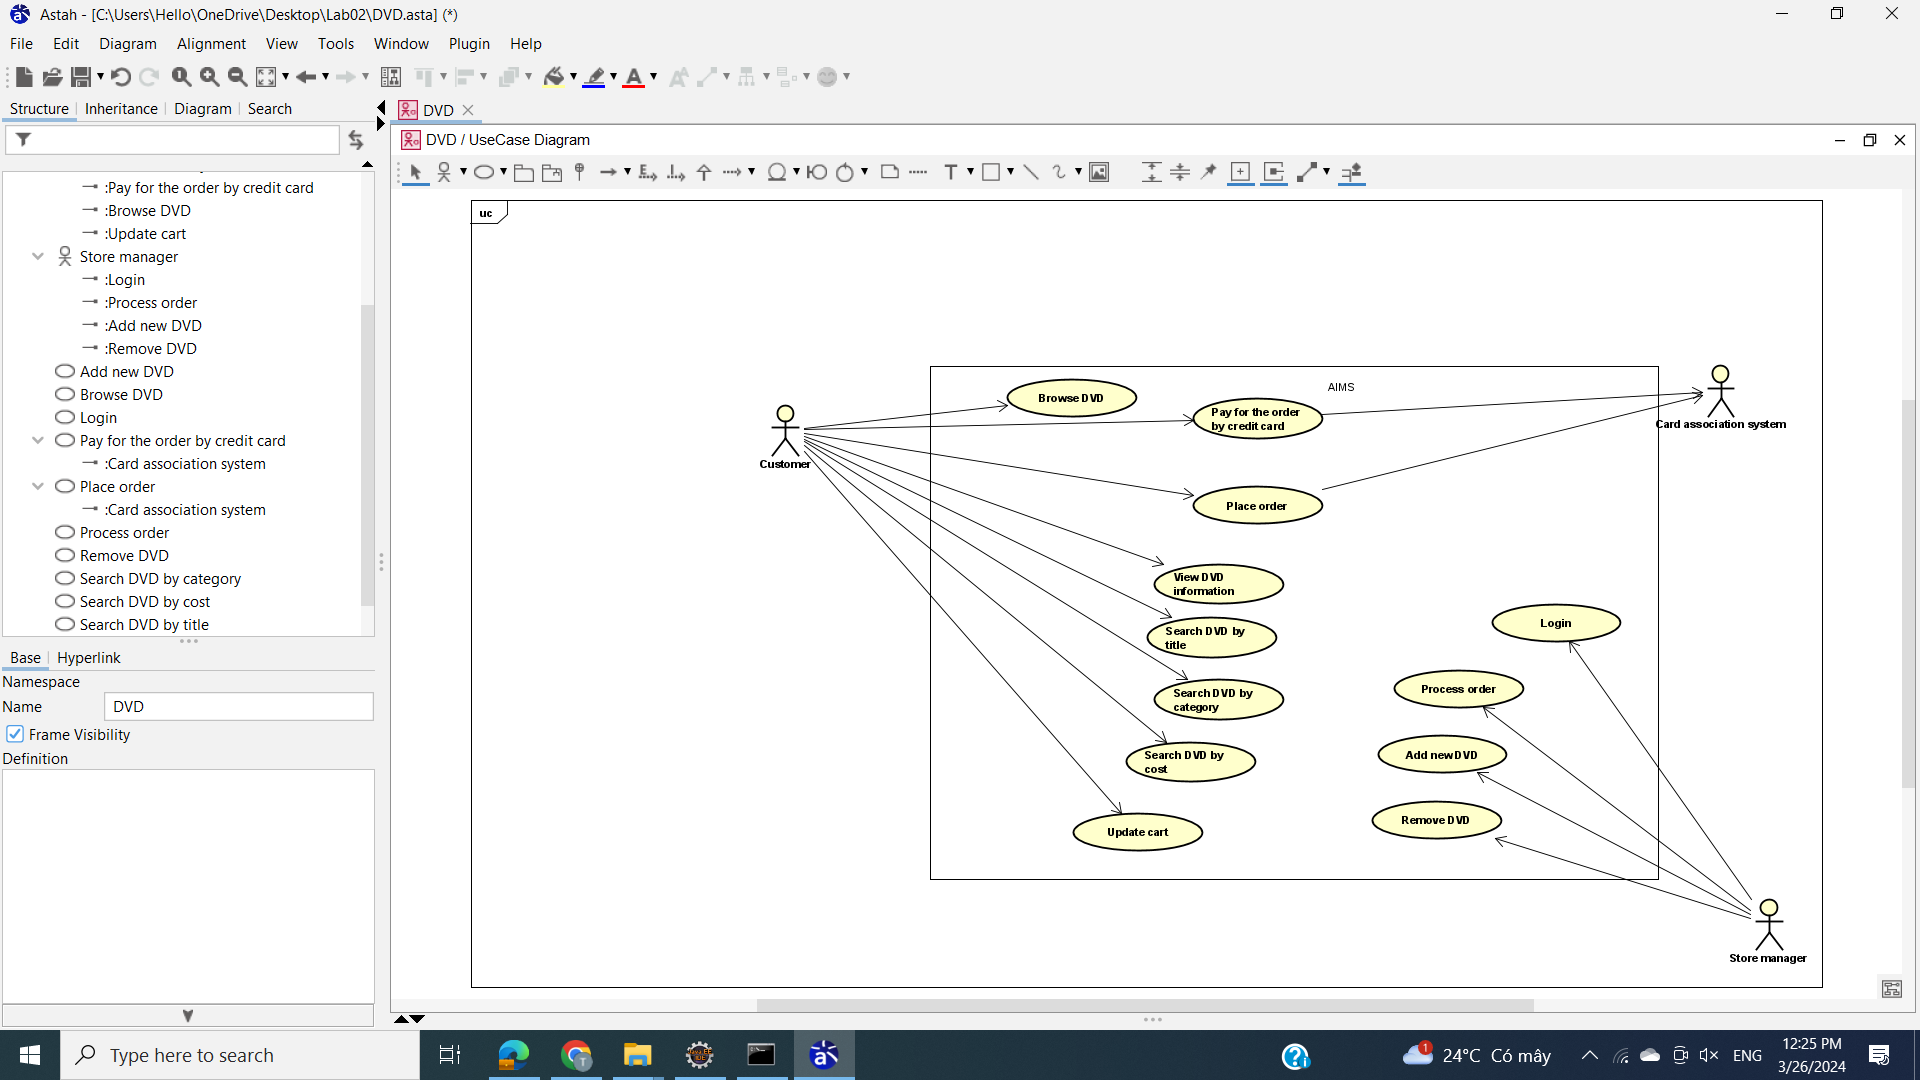 Astah - [C:\Users\Hello\OneDrive\Desktop\Lab02\DVD.asta] (*)
File Edit Diagram Alignment View Tools Window Plugin Help
Structure Inheritance Diagram Search
:Pay for the order by credit card
:Browse DVD
:Update cart
Store manager
:Login
:Process order
:Add new DVD
:Remove DVD
Add new DVD
Browse DVD
Login
Pay for the order by credit card
:Card association system
Place order
:Card association system
Process order
Remove DVD
Search DVD by category
Search DVD by cost
Search DVD by title
Base Hyperlink
Namespace
Name DVD
Frame Visibility
Definition
DVD
DVD / UseCase Diagram
uc
AIMS
Browse DVD
Pay for the order
by credit card
Card association system
Customer
Place order
View DVD
information
Search DVD by
title
Login
Process order
Search DVD by
category
Add new DVD
Search DVD by
cost
Remove DVD
Update cart
Store manager
Type here to search
1
24°C Có mây
ENG
12:25 PM
3/26/2024